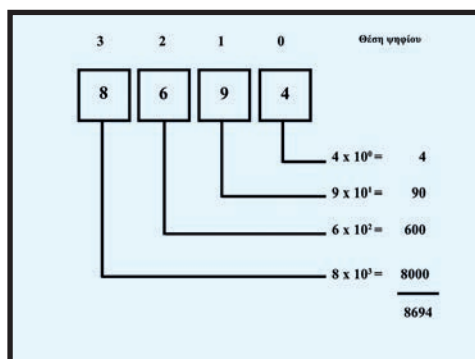 3 2 1 0 Θέση ψηφίου
8 6 9 4
4 x 10⁰ = 4
9 x 10¹ = 90
6 x 10² = 600
8 x 10³ = 8000
8694